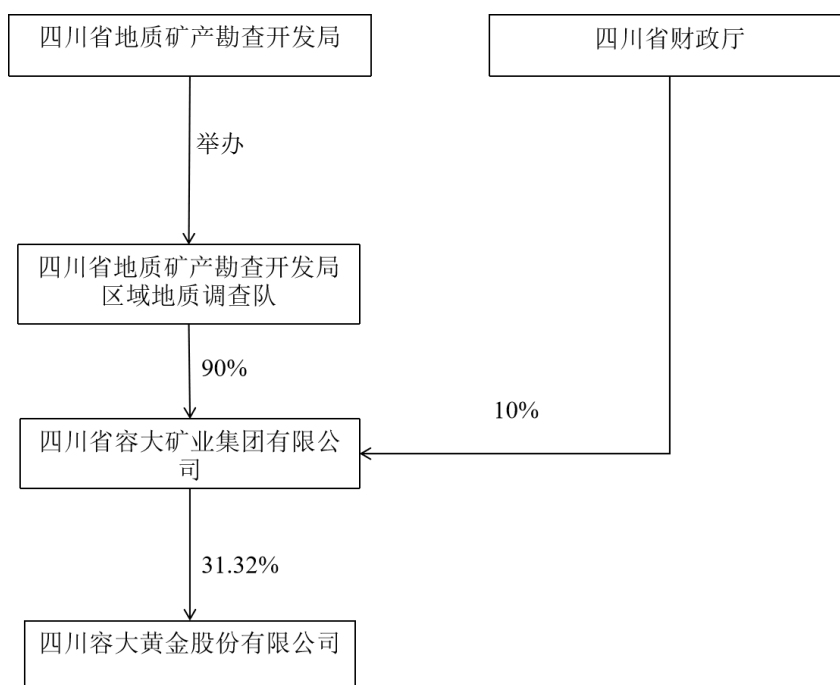 四川省地质矿产勘查开发局
四川省财政厅
举办
四川省地质矿产勘查开发局
区域地质调查队
90%
10%
四川省容大矿业集团有限公
司
31.32%
四川容大黄金股份有限公司